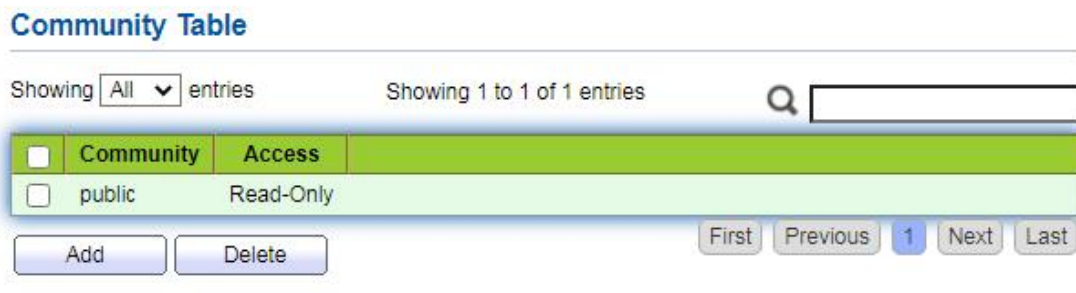 Community Table
Showing All entries Showing 1 to 1 of 1 entries
Community Access
public Read-Only
First Previous 1 Next Last
Add Delete